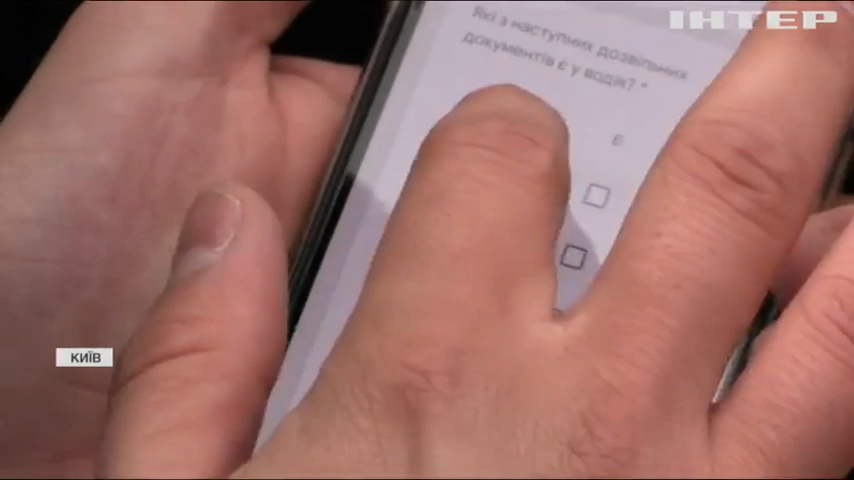 ІНТЕР
Які з наступних дозвільних
документів є у водія? *
є
КИЇВ